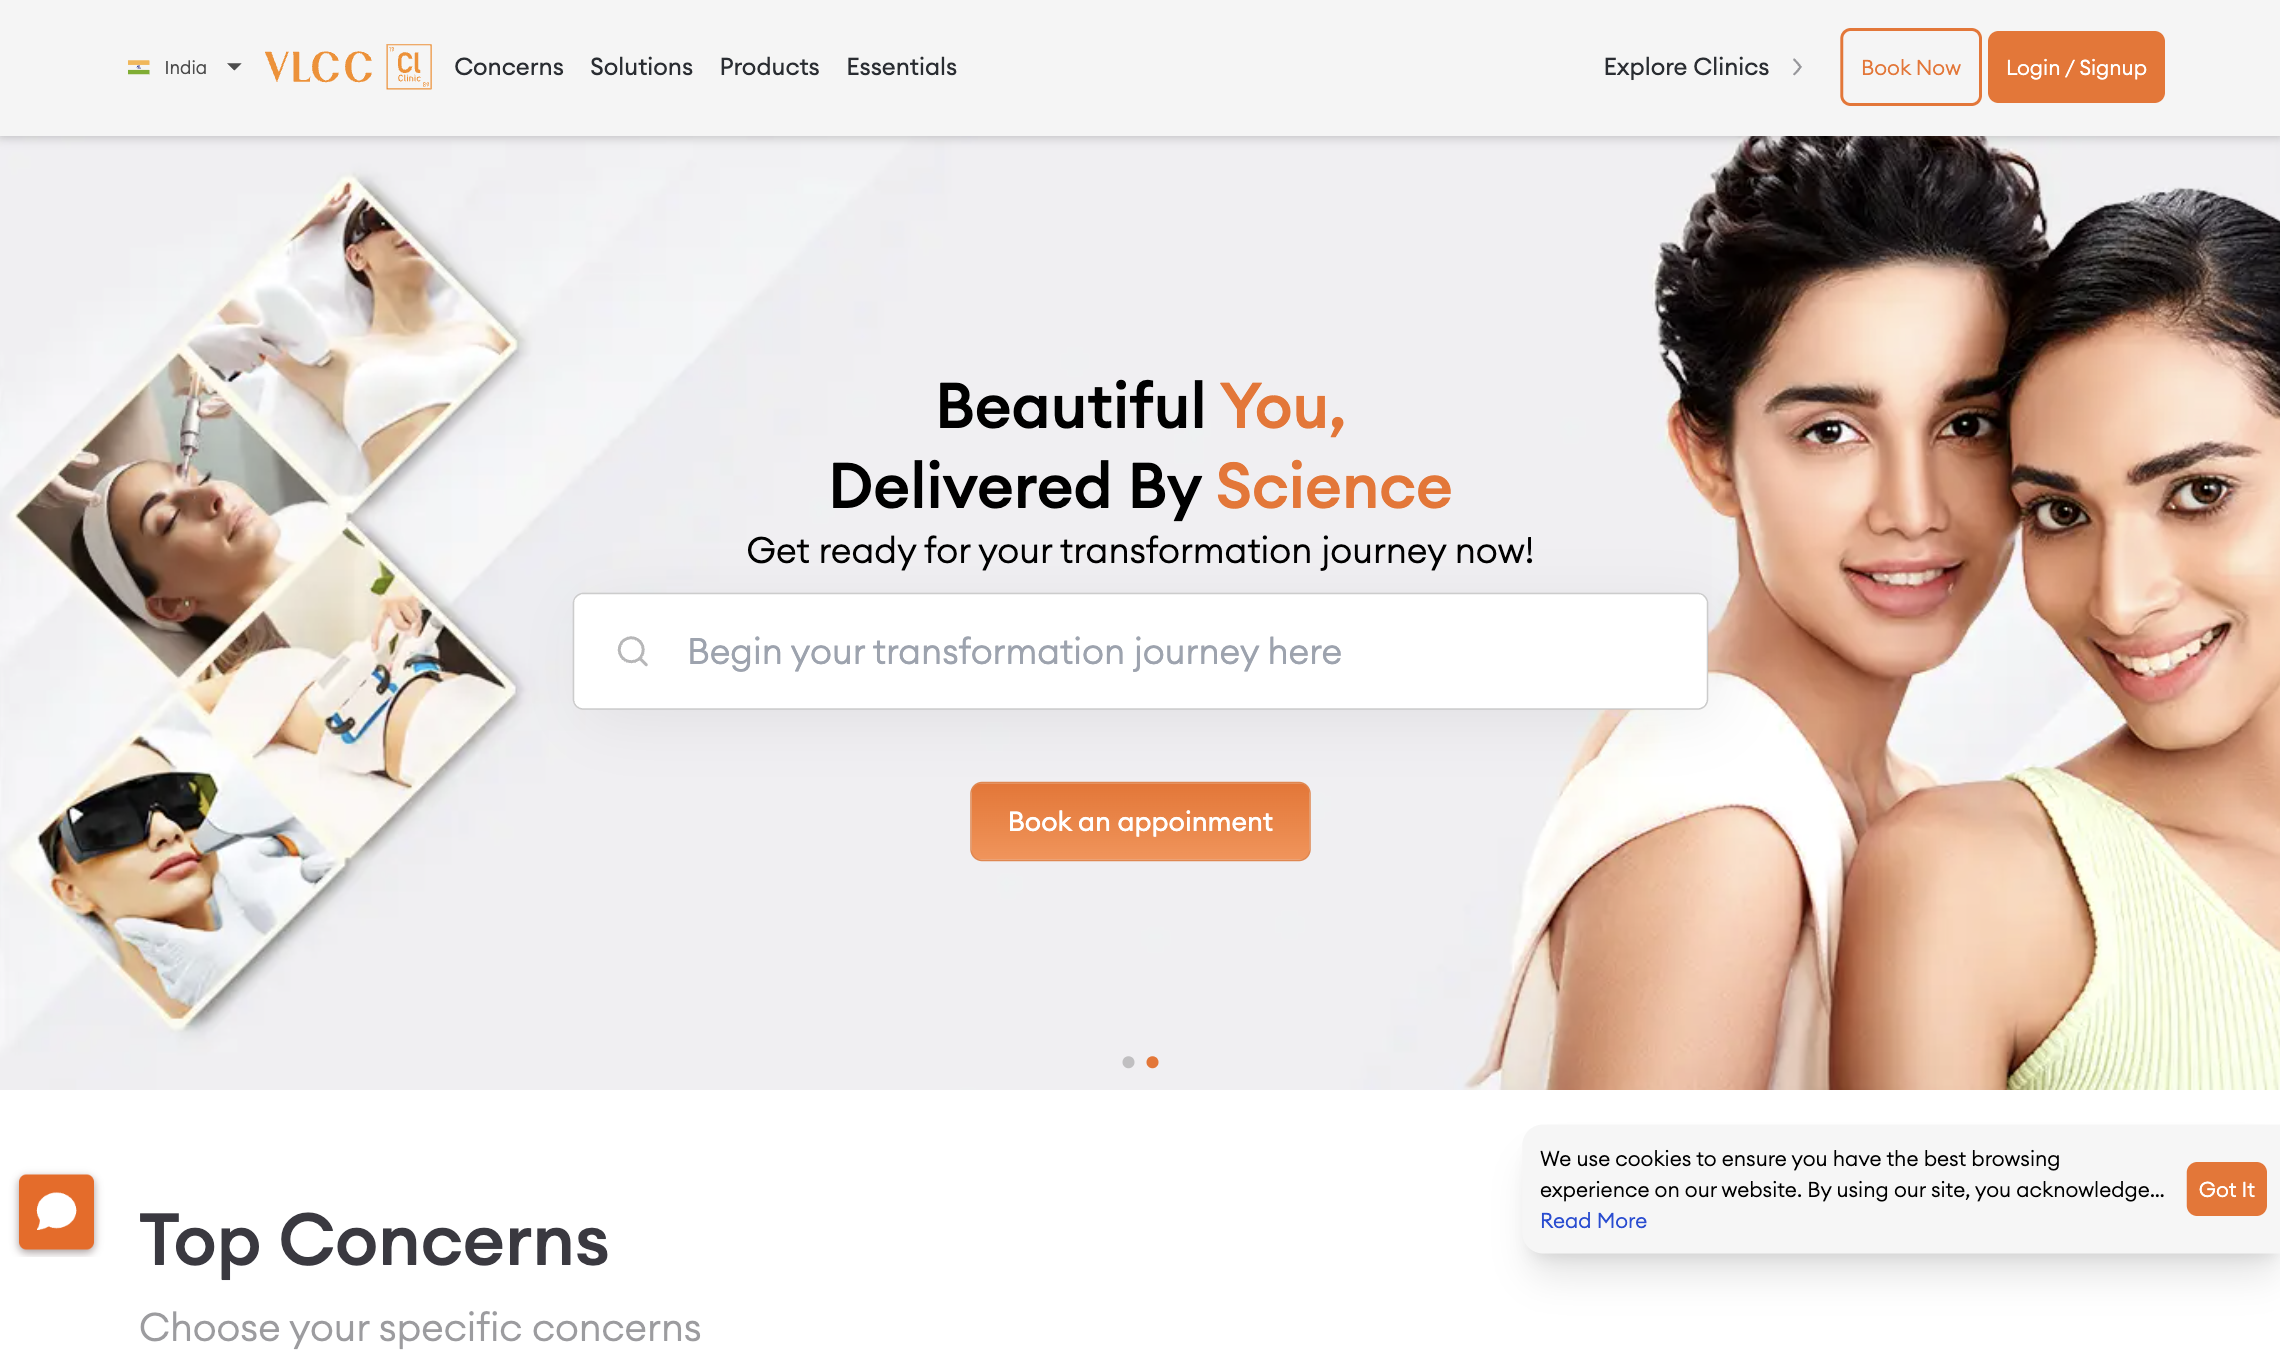 India
VLCC
19
Cl
Clinic
89
Concerns
Solutions
Products
Essentials
Explore Clinics
Book Now
Login / Signup
Beautiful You,
Delivered By Science
Get ready for your transformation journey now!
Begin your transformation journey here
Book an appoinment
We use cookies to ensure you have the best browsing
experience on our website. By using our site, you acknowledge...
Read More
Got It
Top Concerns
Choose your specific concerns